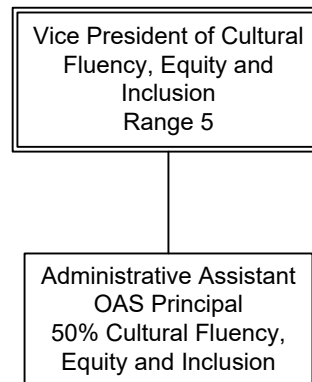 Vice President of Cultural
Fluency, Equity and
Inclusion
Range 5
Administrative Assistant
OAS Principal
50% Cultural Fluency,
Equity and Inclusion